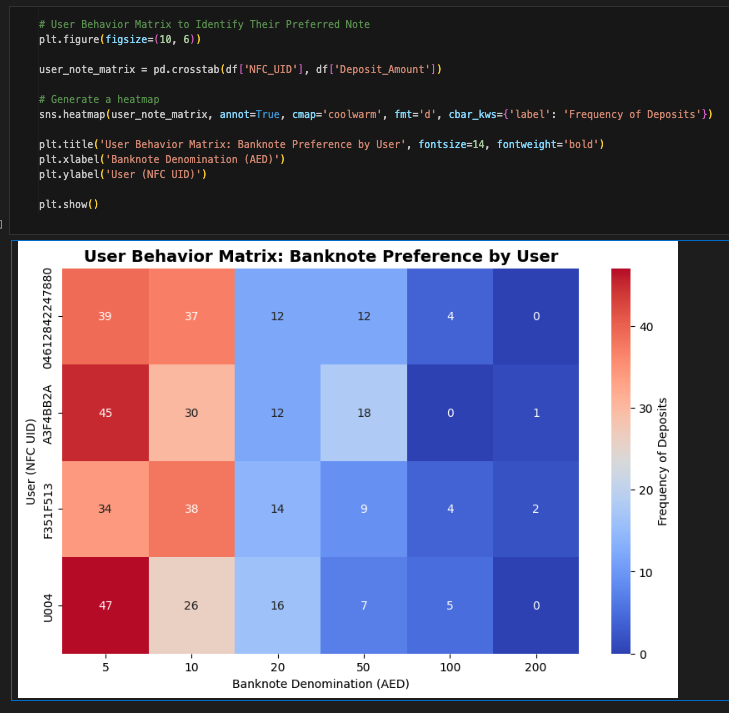 # User Behavior Matrix to Identify Their Preferred Note
plt.figure(figsize=(10, 6))
user_note_matrix = pd.crosstab(df['NFC_UID'], df['Deposit_Amount'])
# Generate a heatmap
sns.heatmap(user_note_matrix, annot=True, cmap='coolwarm', fmt='d', cbar_kws={'label': 'Frequency of Deposits'})
plt.title('User Behavior Matrix: Banknote Preference by User', fontsize=14, fontweight='bold')
plt.xlabel('Banknote Denomination (AED)')
plt.ylabel('User (NFC UID)')
plt.show()
]
User Behavior Matrix: Banknote Preference by User
User (NFC UID)
04612842247880
39 37 12 12 4 0
A3F4BB2A
45 30 12 18 0 1
F351F513
34 38 14 9 4 2
U004
47 26 16 7 5 0
5 10 20 50 100 200
Banknote Denomination (AED)
40
30
20
10
0
Frequency of Deposits